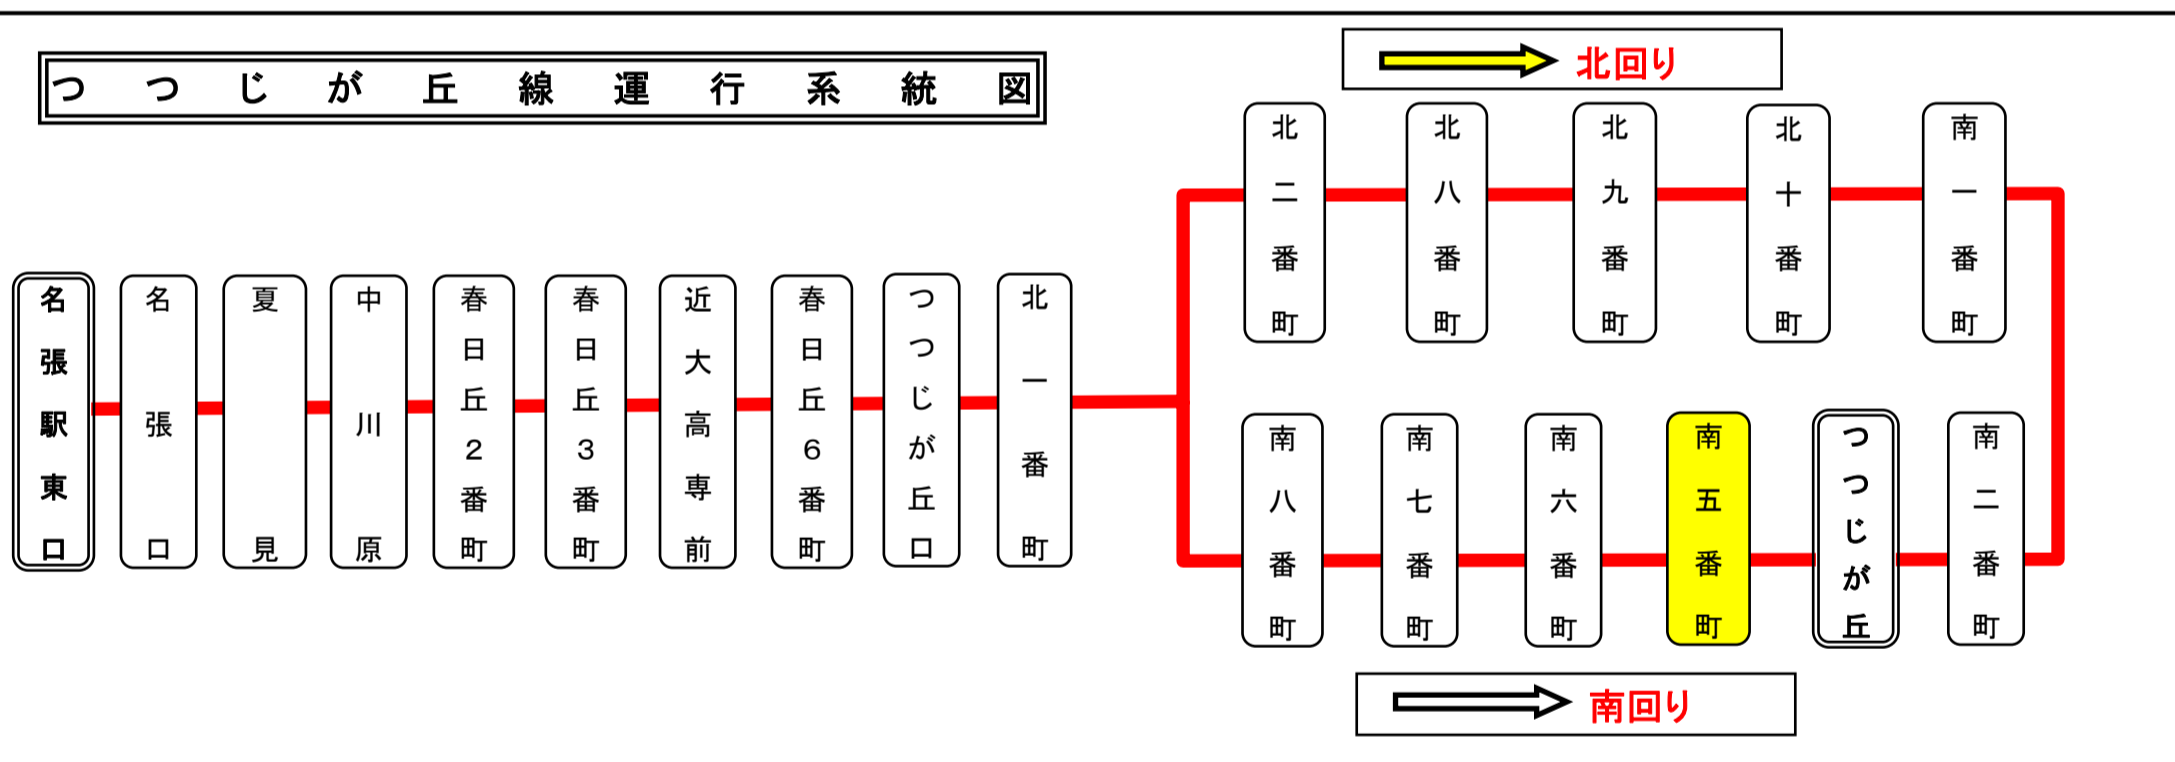 つつじが丘線運行系統図
北回り
北二番町
北八番町
北九番町
北十番町
南一番町
名張駅東口
名張口
夏見
中川原
春日丘2番町
春日丘3番町
近大高専前
春日丘6番町
つつじが丘口
北一番町
南八番町
南七番町
南六番町
南五番町
つつじが丘
南二番町
南回り